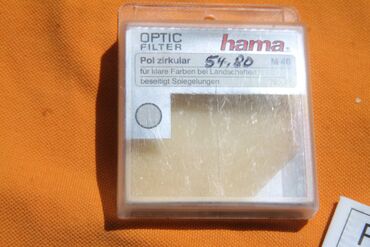 OPTIC
FILTER
hama
Pol zirkular 54,80 M 46
für klare Farben bei Landschaften
beseitigt Spiegelungen